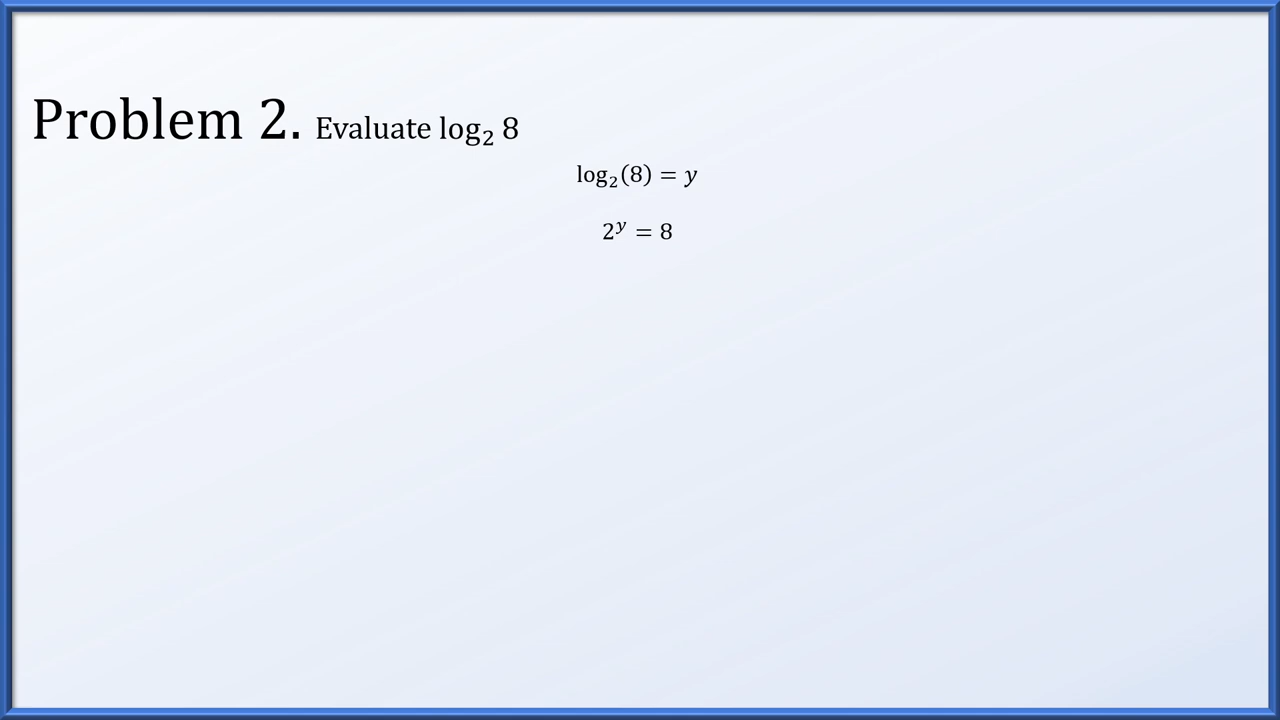 Problem 2. Evaluate log₂ 8
log₂(8) = y
2ʸ = 8